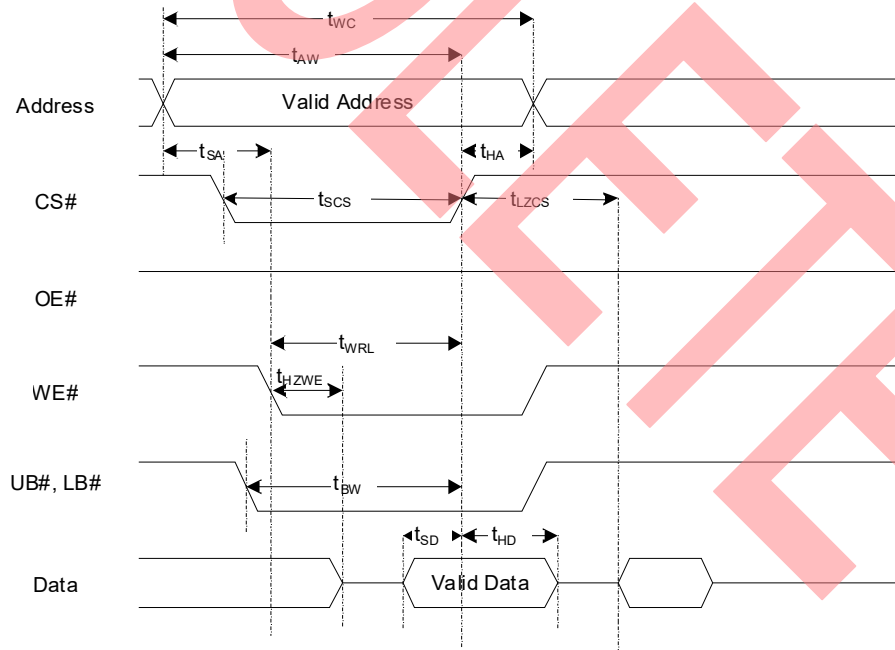 tWC
tAW
Address
Valid Address
tSA
tHA
CS#
tSCS
tLZCS
OE#
tWRL
WE#
tHZWE
UB#, LB#
tBW
tSD
tHD
Data
Valid Data